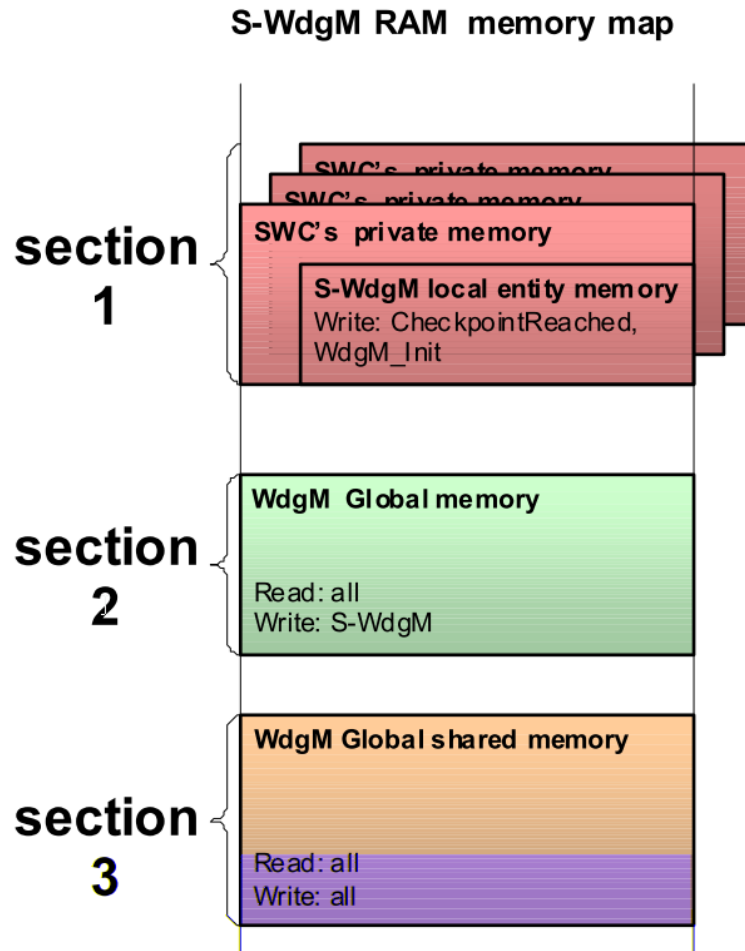 S-WdgM RAM memory map
SWC's private memory
SWC's private memory
SWC's private memory
section
1
S-WdgM local entity memory
Write: CheckpointReached,
WdgM_Init
WdgM Global memory
section
2
Read: all
Write: S-WdgM
WdgM Global shared memory
section
3
Read: all
Write: all